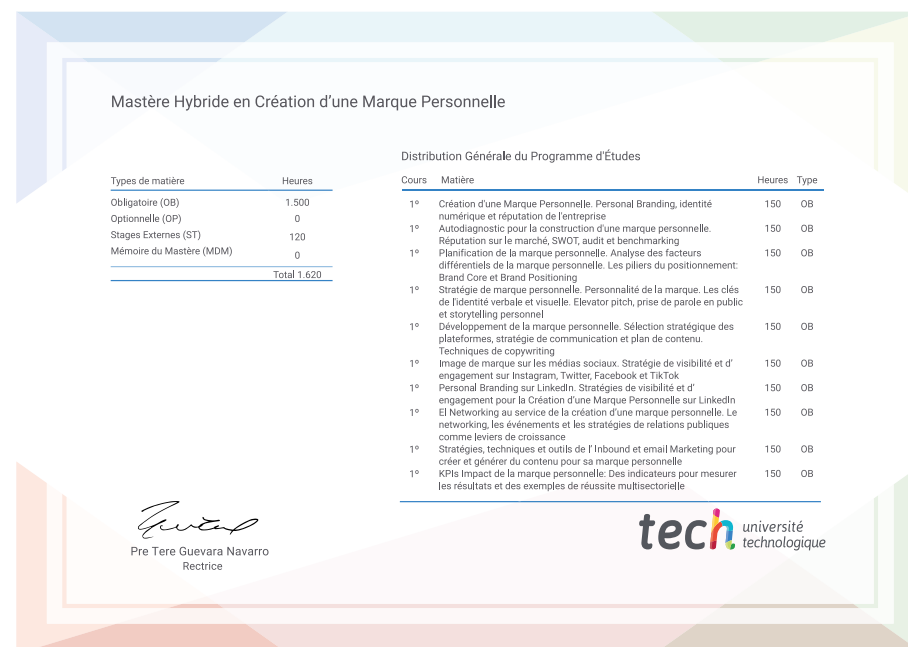 Mastère Hybride en Création d'une Marque Personnelle
Types de matière Heures
Obligatoire (OB) 1.500
Optionnelle (OP) 0
Stages Externes (ST) 120
Mémoire du Mastère (MDM) 0
Total 1.620
Distribution Générale du Programme d'Études
Cours Matière Heures Type
1º Création d'une Marque Personnelle. Personal Branding, identité 150 OB
numérique et réputation de l'entreprise
1º Autodiagnostic pour la construction d'une marque personnelle. 150 OB
Réputation sur le marché, SWOT, audit et benchmarking
1º Planification de la marque personnelle. Analyse des facteurs 150 OB
différentiels de la marque personnelle. Les piliers du positionnement:
Brand Core et Brand Positioning
1º Stratégie de marque personnelle. Personnalité de la marque. Les clés 150 OB
de l'identité verbale et visuelle. Elevator pitch, prise de parole en public
et storytelling personnel
1º Développement de la marque personnelle. Sélection stratégique des 150 OB
plateformes, stratégie de communication et plan de contenu.
Techniques de copywriting
1º Image de marque sur les médias sociaux. Stratégie de visibilité et d' 150 OB
engagement sur Instagram, Twitter, Facebook et TikTok
1º Personal Branding sur LinkedIn. Stratégies de visibilité et d' 150 OB
engagement pour la Création d'une Marque Personnelle sur LinkedIn
1º El Networking au service de la création d'une marque personnelle. Le 150 OB
networking, les événements et les stratégies de relations publiques
comme leviers de croissance
1º Stratégies, techniques et outils de l' Inbound et email Marketing pour 150 OB
créer et générer du contenu pour sa marque personnelle
1º KPIs Impact de la marque personnelle: Des indicateurs pour mesurer 150 OB
les résultats et des exemples de réussite multisectorielle
Pre Tere Guevara Navarro
Rectrice
tech université
technologique